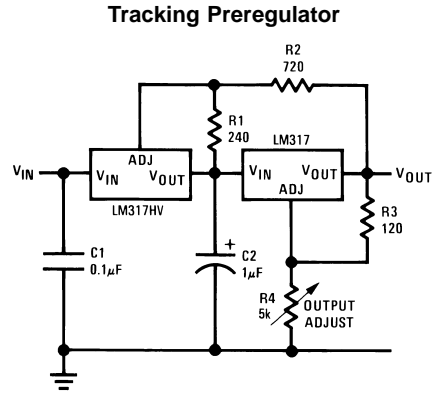 Tracking Preregulator
R2
720
R1
240
LM317
ADJ
VIN
VIN
VOUT
LM317HV
VIN
VOUT
ADJ
VOUT
R3
120
C1
0.1μF
+
C2
1μF
R4
5k
OUTPUT
ADJUST